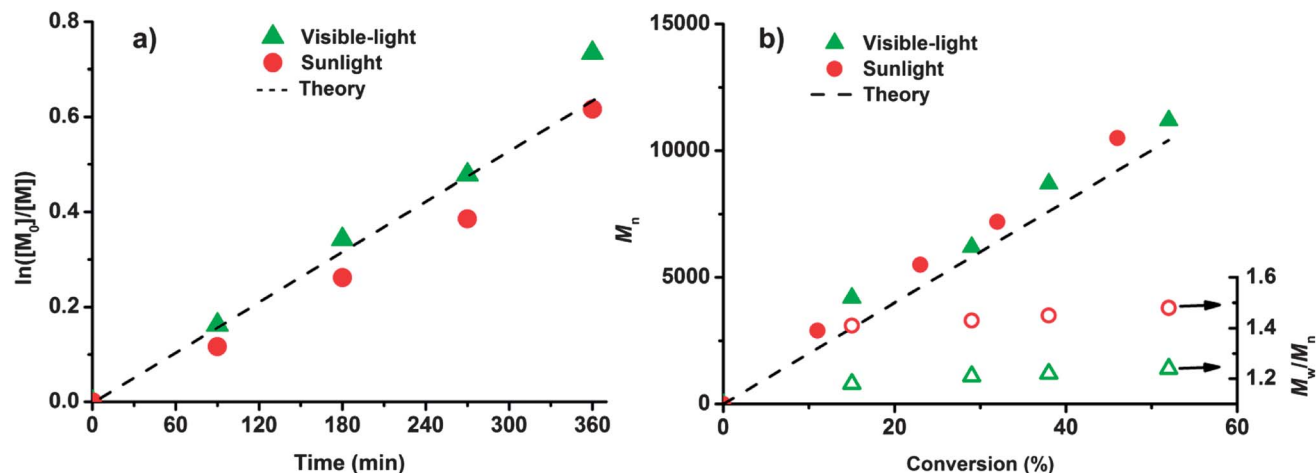 a)
Visible-light
Sunlight
Theory
ln([M₀]/[M])
0.8
0.6
0.4
0.2
0.0
0 60 120 180 240 300 360
Time (min)
b)
Visible-light
Sunlight
Theory
Mn
15000
10000
5000
0
0 20 40 60
Conversion (%)
1.6
1.4
1.2
Mw/Mn